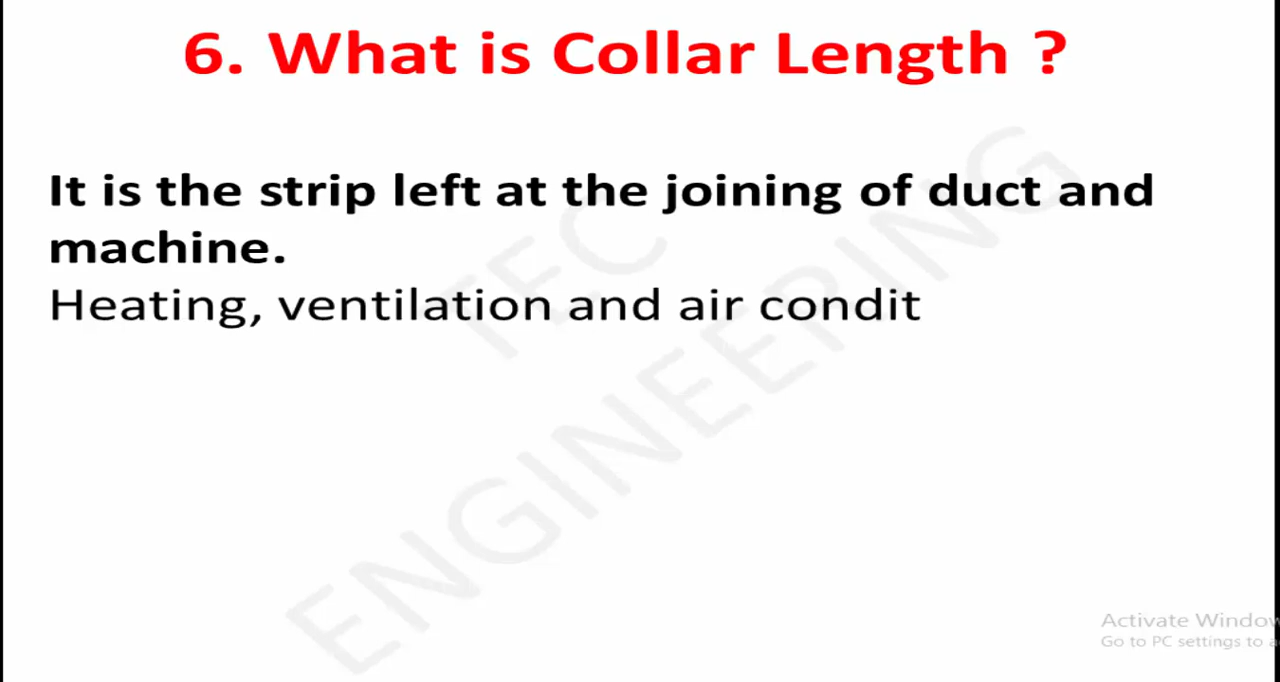 6. What is Collar Length ?
It is the strip left at the joining of duct and
machine.
Heating, ventilation and air condit
TEC
ENGINEERING
Activate Window
Go to PC settings to a